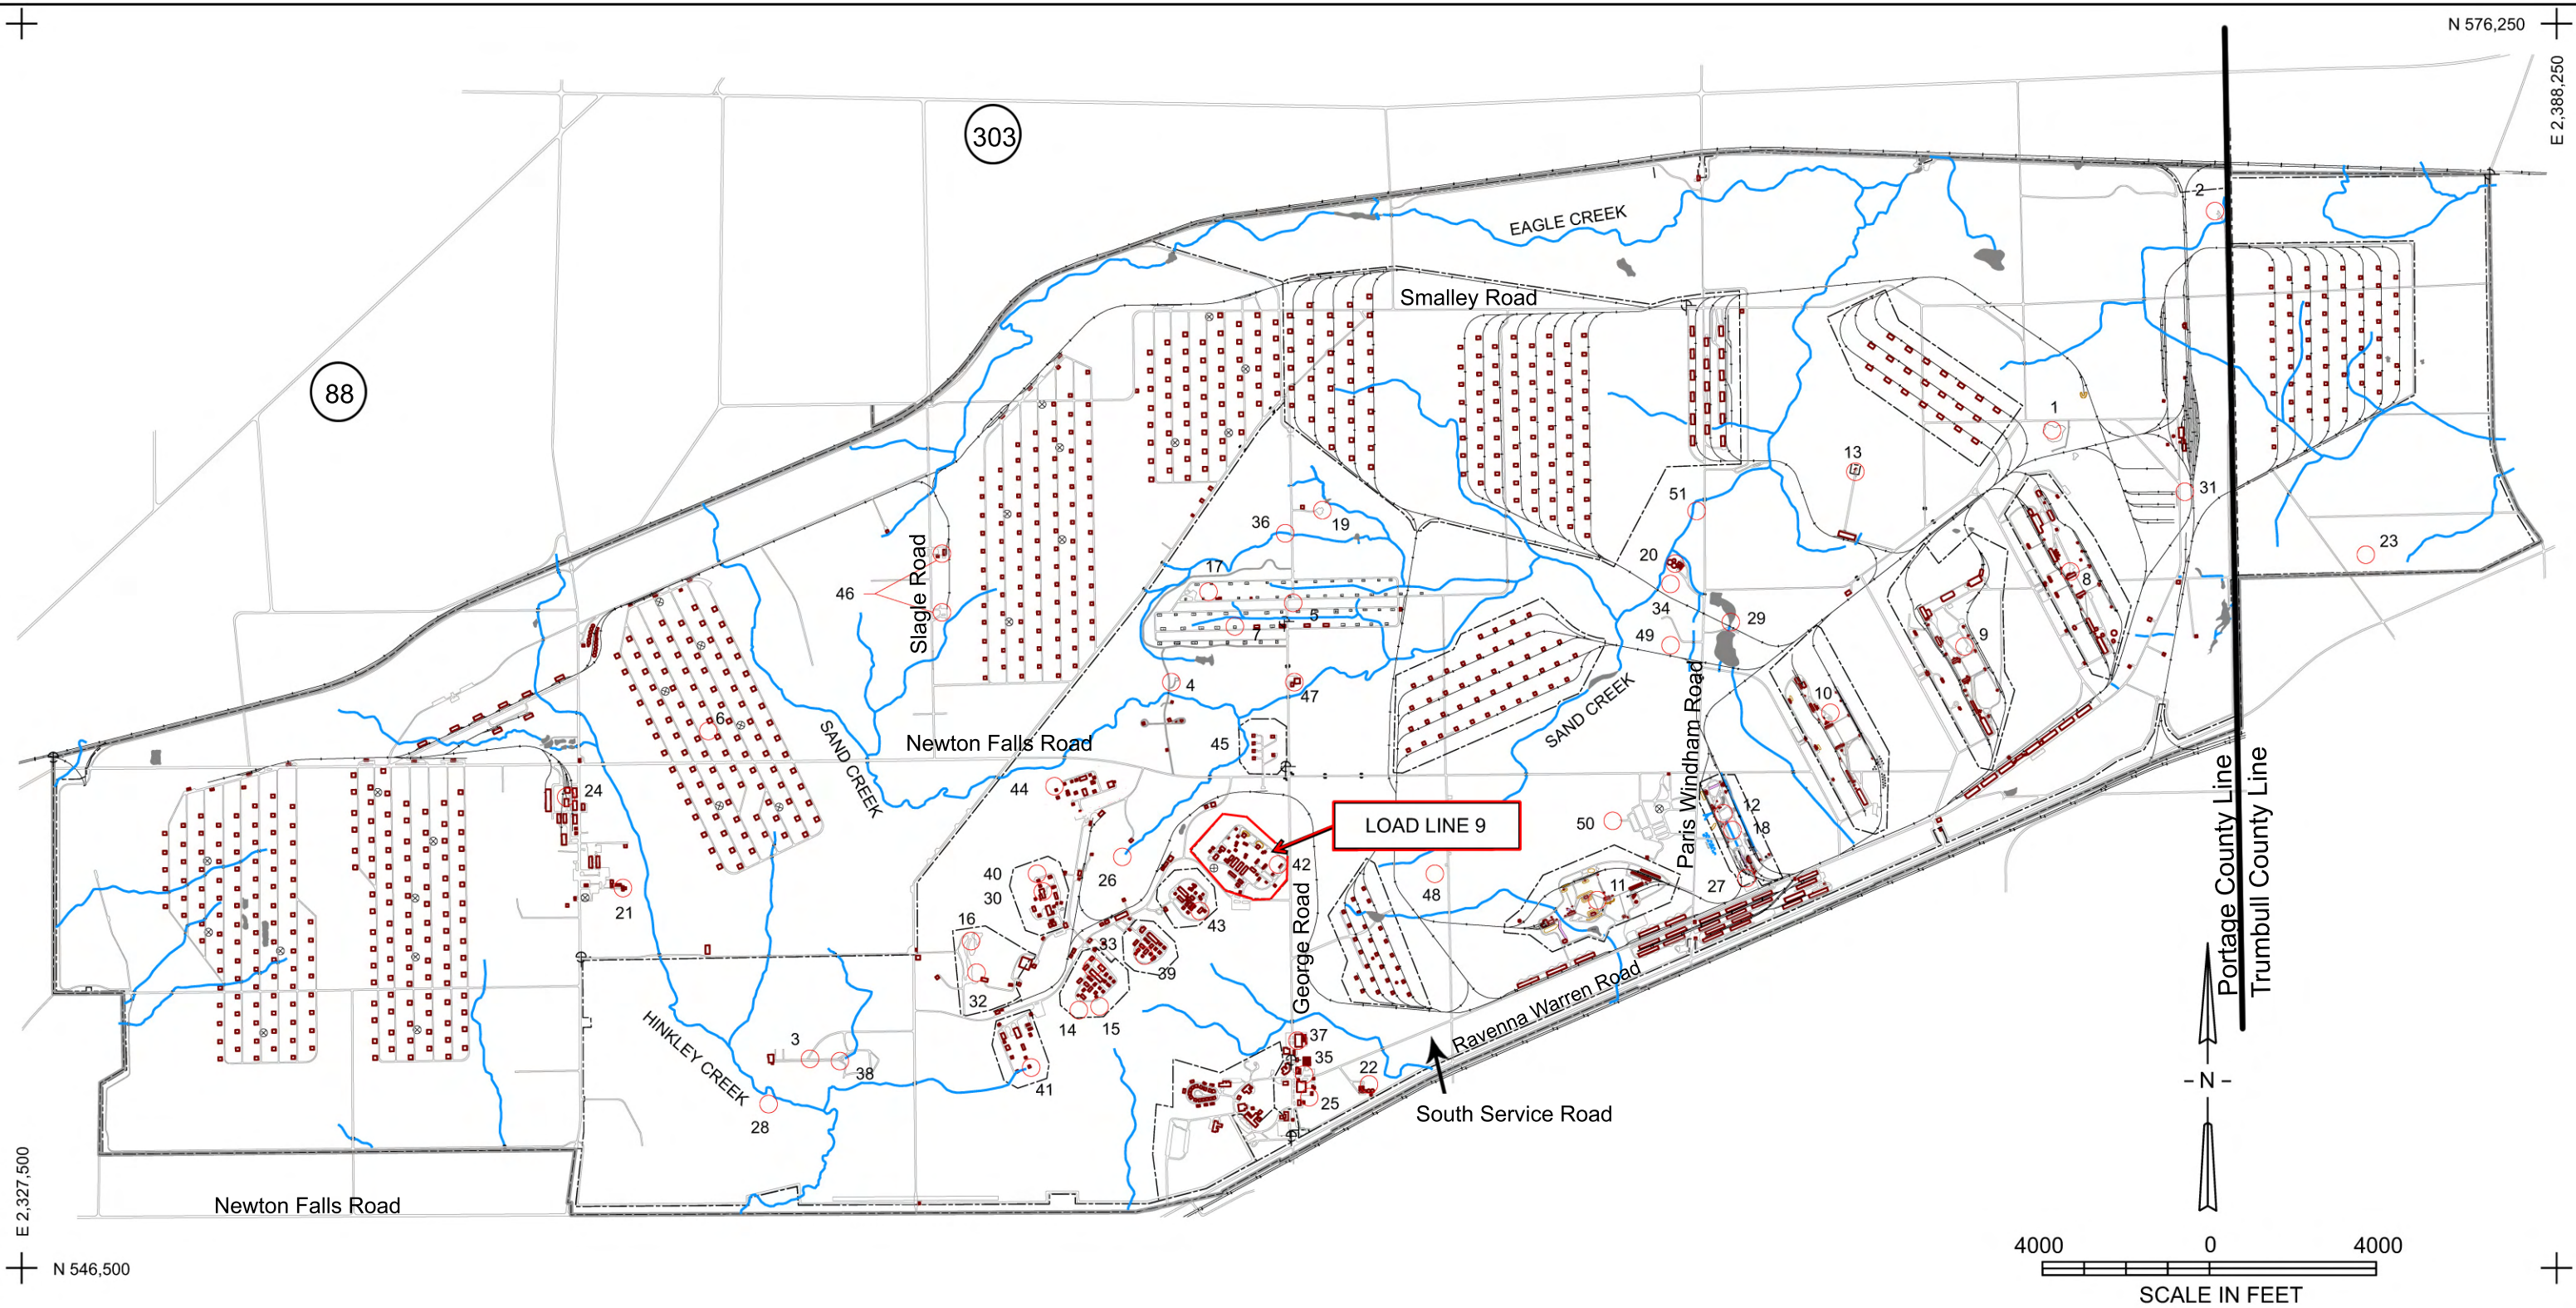 N 576,250
E 2,388,250
303
EAGLE CREEK
2
Smalley Road
88
1
13
51
31
36
19
20
23
17
46
Slagle Road
5
7
34
29
8
49
9
4
47
10
6
SAND CREEK
SAND CREEK
Paris Windham Road
Newton Falls Road
45
44
24
LOAD LINE 9
12
18
50
Portage County Line
Trumbull County Line
42
40
30
26
48
11
27
21
16
43
George Road
33
39
32
14
15
Ravenna Warren Road
HINKLEY CREEK
3
38
37
35
22
41
25
28
South Service Road
- N -
E 2,327,500
Newton Falls Road
N 546,500
4000 0 4000
SCALE IN FEET